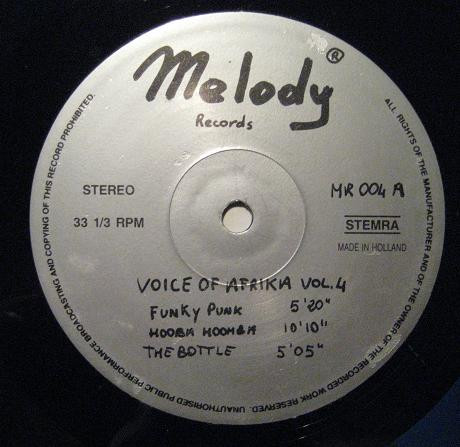 Melody ®
Records
STEREO
MR 004 A
33 1/3 RPM
STEMRA
MADE IN HOLLAND
VOICE OF AFRIKA VOL.4
FUNKY PUNK 5'20"
HOOBA HOOMBA 10'10"
THE BOTTLE 5'05"
ALL RIGHTS OF THE MANUFACTURER AND OF THE OWNER OF THE RECORDED WORK RESERVED. UNAUTHORISED PUBLIC PERFORMANCE BROADCASTING AND COPYING OF THIS RECORD PROHIBITED.